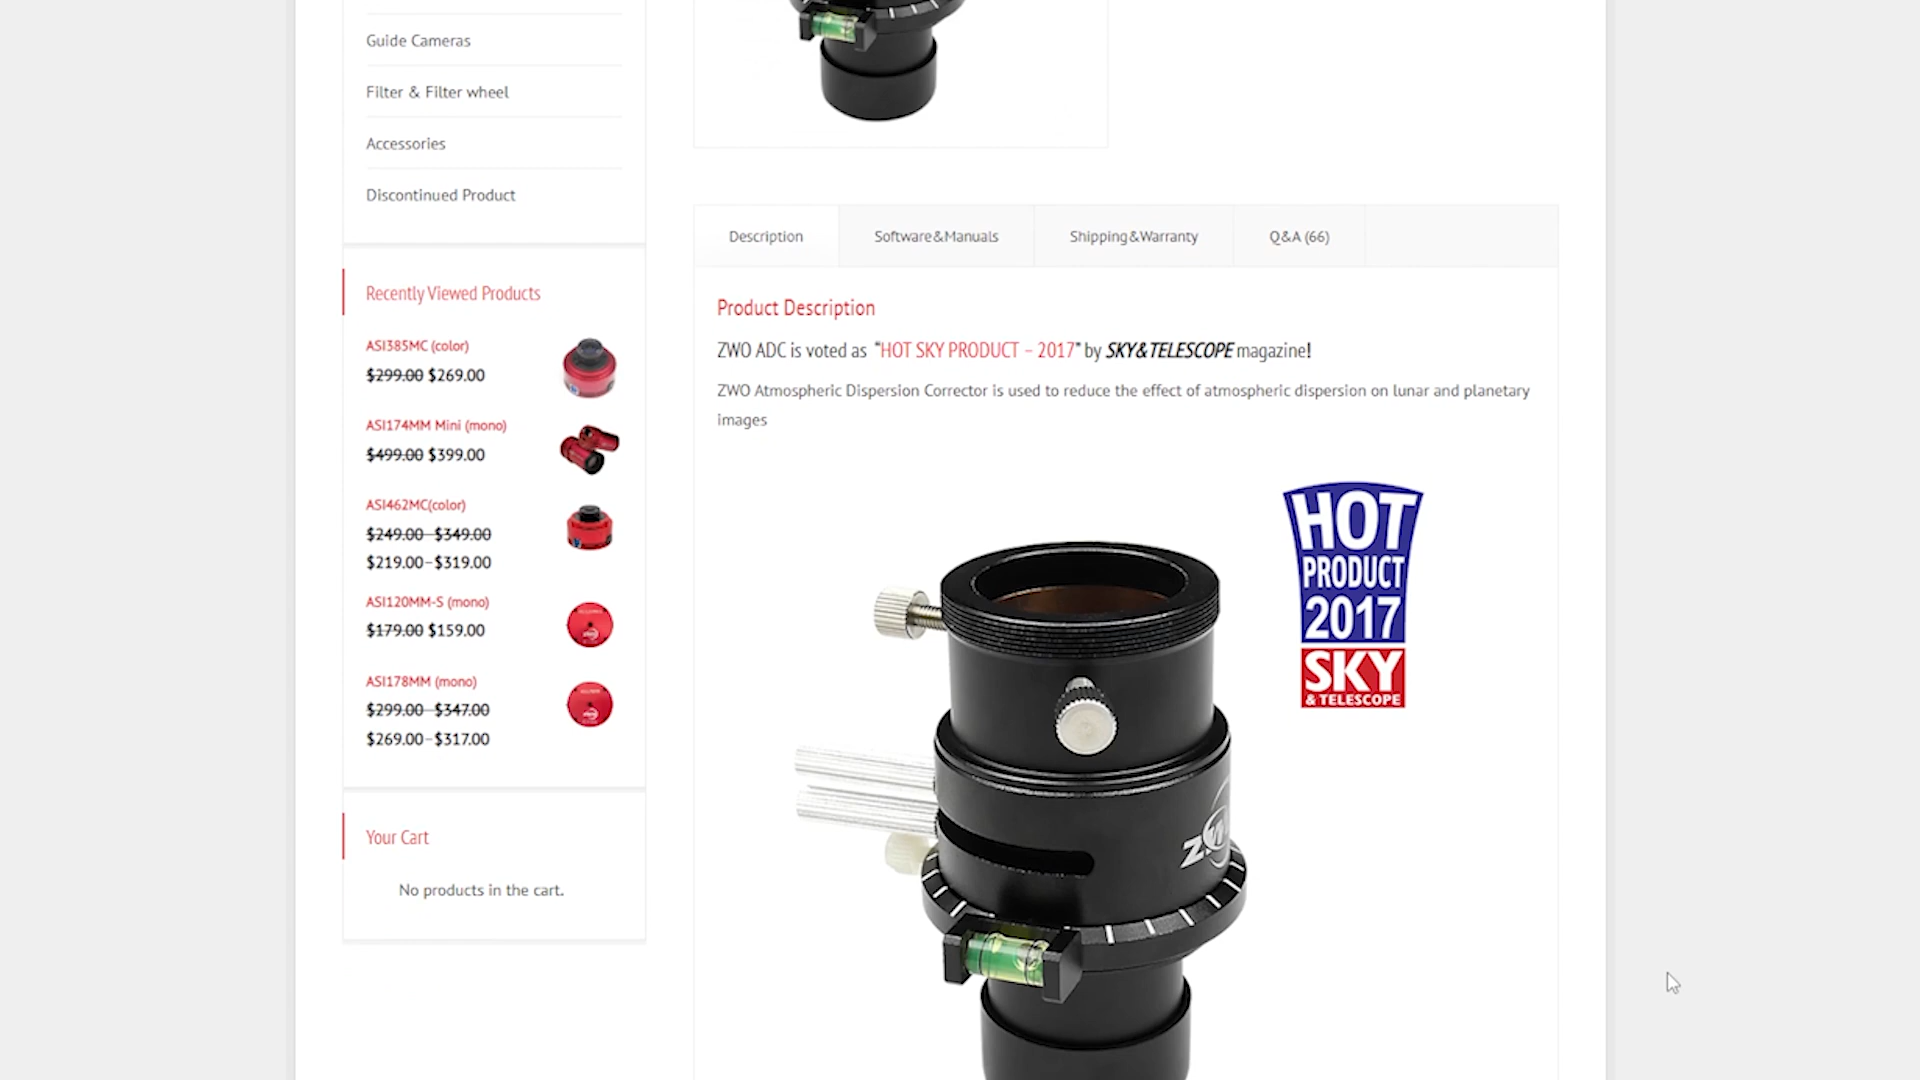 Guide Cameras
Filter & Filter wheel
Accessories
Discontinued Product
Recently Viewed Products
ASI385MC (color)
$299.00 $269.00
ASI174MM Mini (mono)
$499.00 $399.00
ASI462MC(color)
$249.00–$349.00
$219.00–$319.00
ASI120MM-S (mono)
$179.00 $159.00
ASI178MM (mono)
$299.00–$347.00
$269.00–$317.00
Your Cart
No products in the cart.
Description
Software&Manuals
Shipping&Warranty
Q&A (66)
Product Description
ZWO ADC is voted as “HOT SKY PRODUCT – 2017” by SKY&TELESCOPE magazine!
ZWO Atmospheric Dispersion Corrector is used to reduce the effect of atmospheric dispersion on lunar and planetary
images
HOT
PRODUCT
2017
SKY
& TELESCOPE